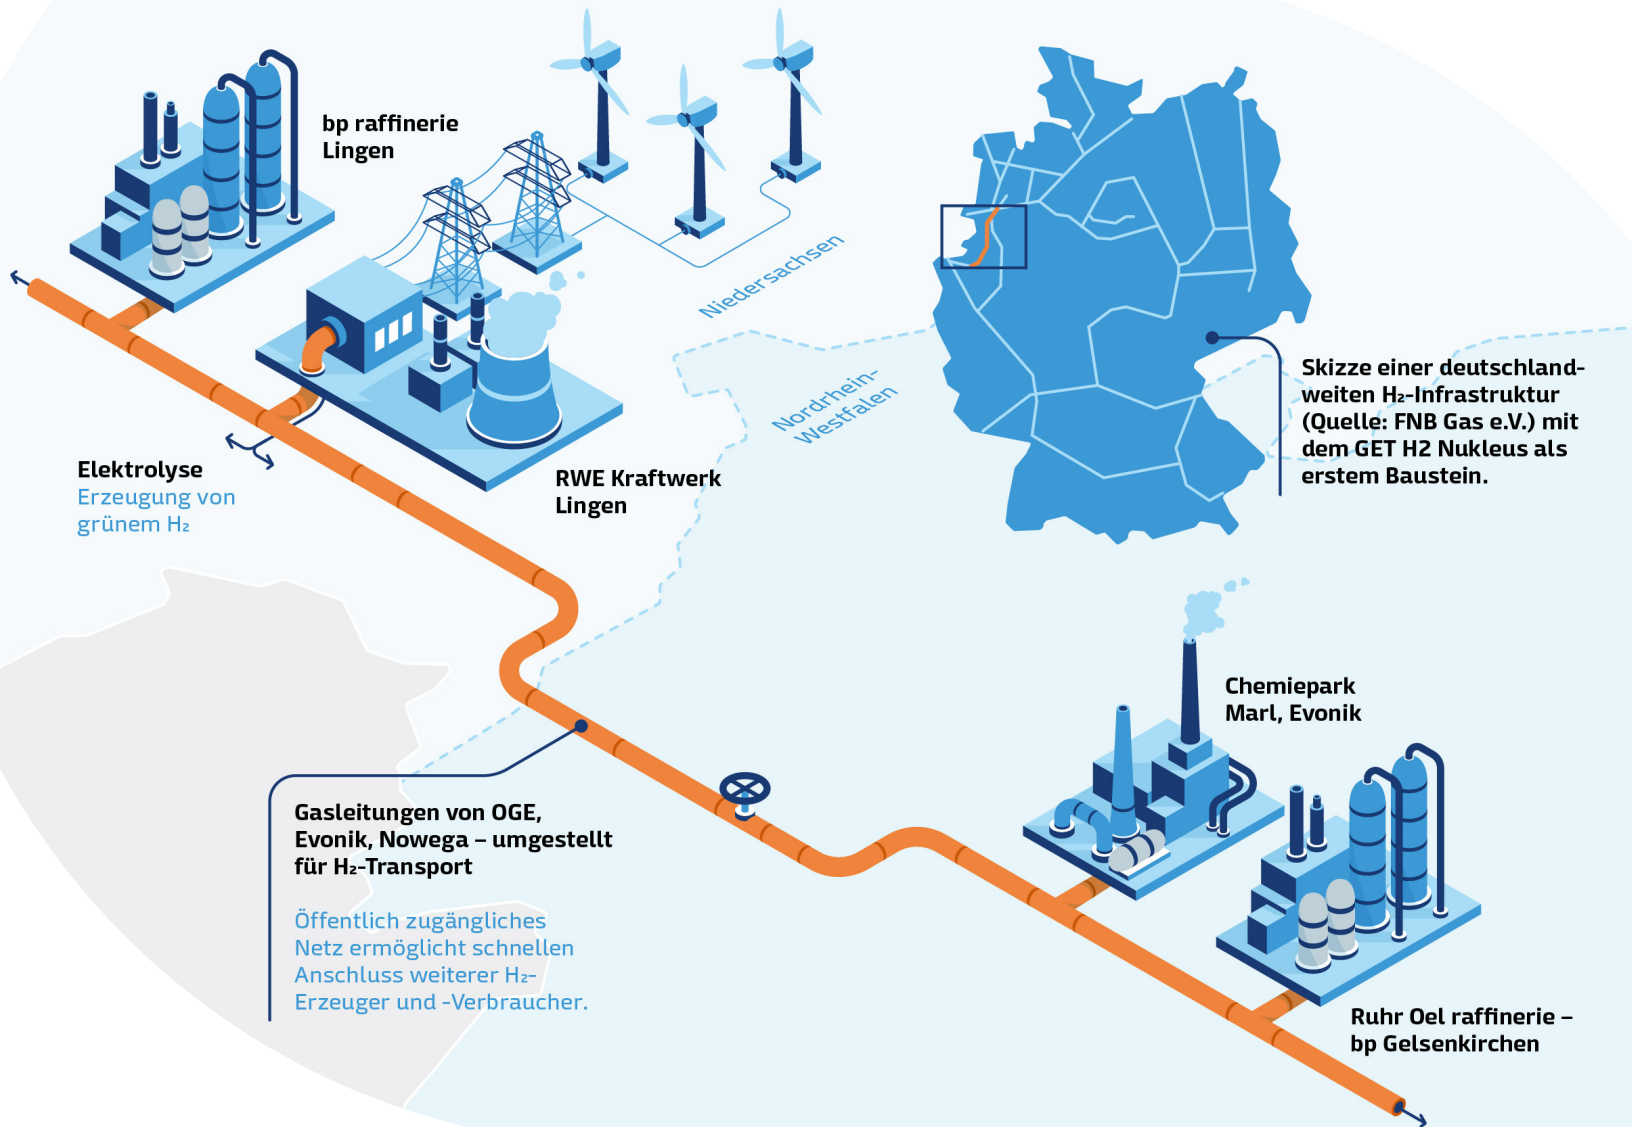 bp raffinerie
Lingen
Niedersachsen
Nordrhein-
Westfalen
Skizze einer deutschland-
weiten H₂-Infrastruktur
(Quelle: FNB Gas e.V.) mit
dem GET H2 Nukleus als
erstem Baustein.
Elektrolyse
Erzeugung von
grünem H₂
RWE Kraftwerk
Lingen
Chemiepark
Marl, Evonik
Gasleitungen von OGE,
Evonik, Nowega – umgestellt
für H₂-Transport
Öffentlich zugängliches
Netz ermöglicht schnellen
Anschluss weiterer H₂-
Erzeuger und -Verbraucher.
Ruhr Oel raffinerie –
bp Gelsenkirchen